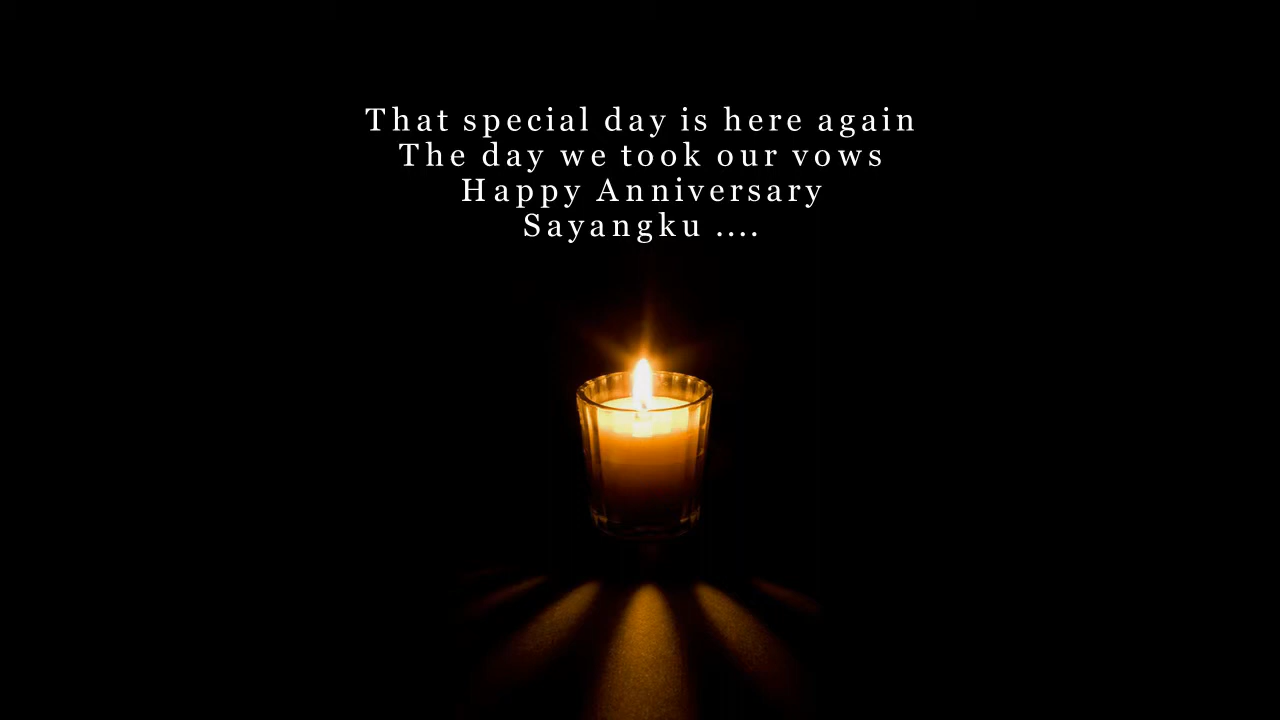 That special day is here again
The day we took our vows
Happy Anniversary
Sayangku ....